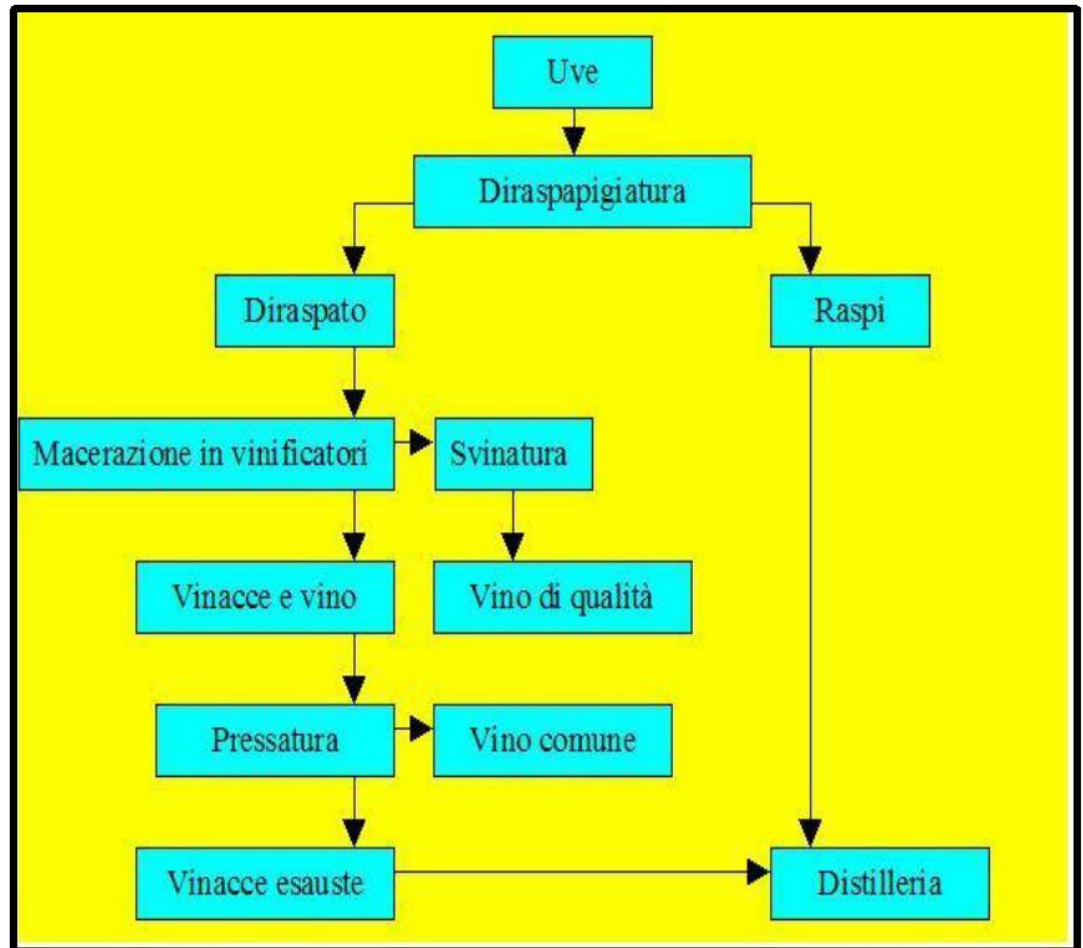 Uve
Diraspapigiatura
Diraspato
Raspi
Macerazione in vinificatori
Svinatura
Vinacce e vino
Vino di qualità
Pressatura
Vino comune
Vinacce esauste
Distilleria